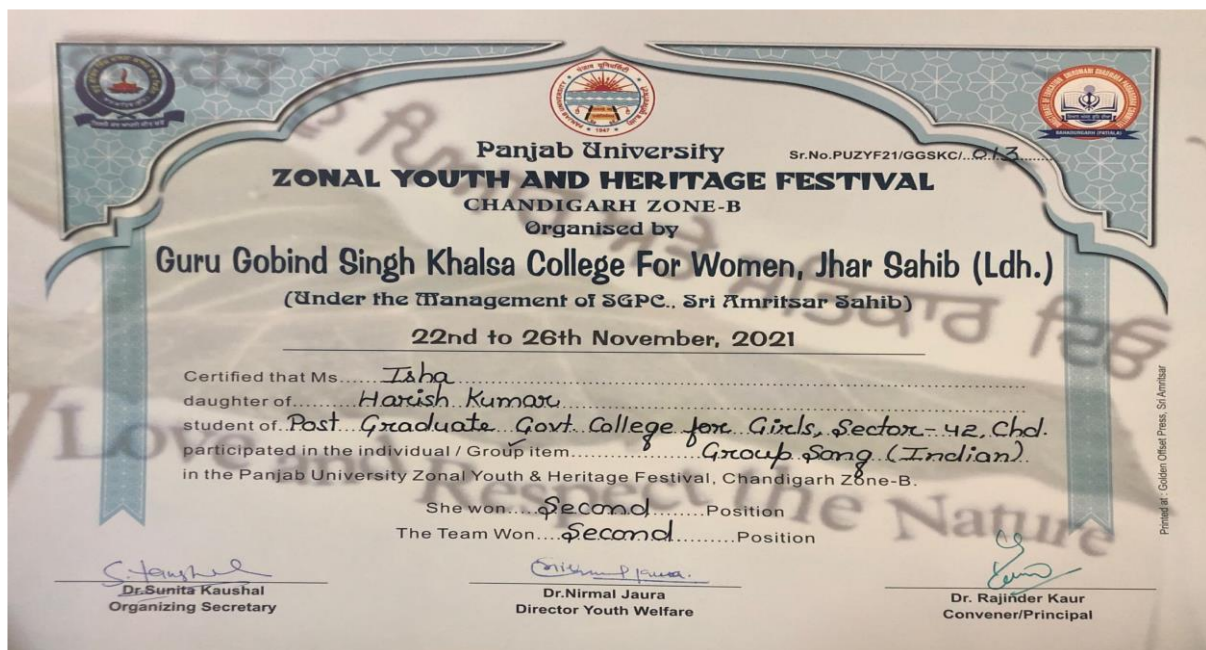 Panjab University
Sr.No.PUZYF21/GGSKC/...013........
ZONAL YOUTH AND HERITAGE FESTIVAL
CHANDIGARH ZONE-B
Organised by
Guru Gobind Singh Khalsa College For Women, Jhar Sahib (Ldh.)
(Under the Management of SGPC.. Sri Amritsar Sahib)
22nd to 26th November, 2021
Certified that Ms......Isha
daughter of.........Harish Kumar
student of..Post Graduate Govt. College for Girls, Sector-42, Chd.
participated in the individual / Group item..............Group Song (Indian)
in the Panjab University Zonal Youth & Heritage Festival, Chandigarh Zone-B.
She won....Second........Position
The Team Won....Second.........Position
Dr.Sunita Kaushal
Organizing Secretary
Dr.Nirmal Jaura
Director Youth Welfare
Dr. Rajinder Kaur
Convener/Principal
Printed at : Golden Offset Press, Sri Amritsar
ਸਤਿਕਾਰ ਦਿਓ
Respect the Nature
BAHADURGARH (PATIALA)
1947